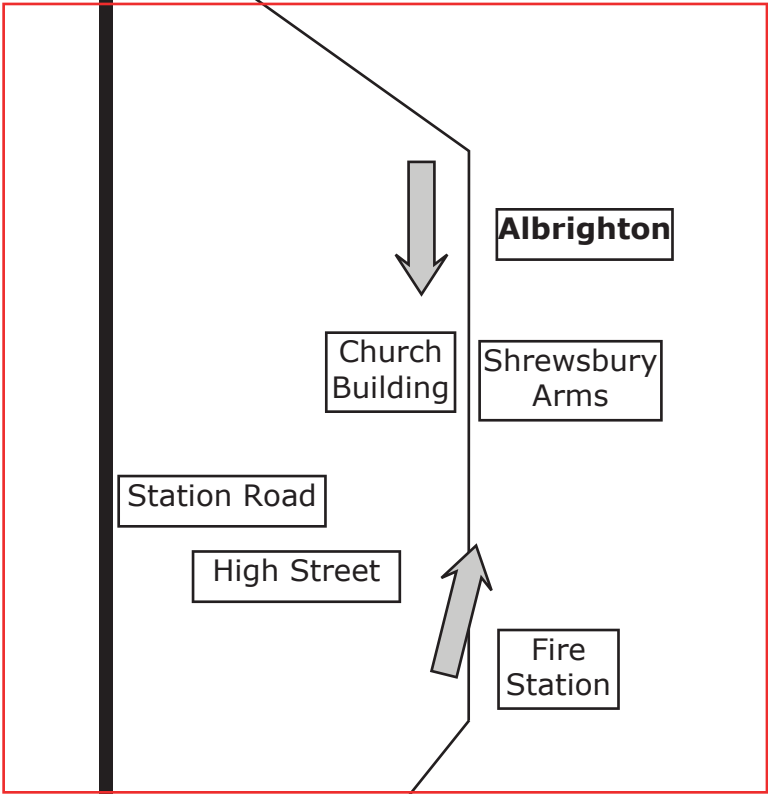 Albrighton
Church
Building
Shrewsbury
Arms
Station Road
High Street
Fire
Station